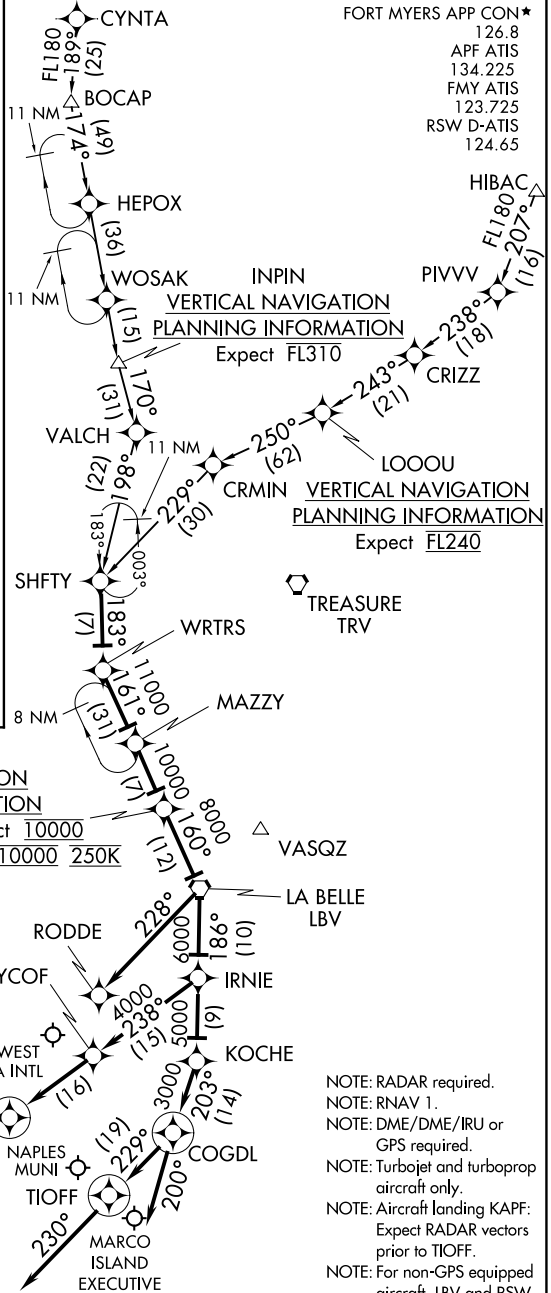 CYNTA
FL180
189°
(25)
BOCAP
11 NM
174°
(49)
HEPOX
(36)
11 NM
WOSAK
(15)
INPIN
VERTICAL NAVIGATION
PLANNING INFORMATION
Expect FL310
170°
(31)
VALCH
FORT MYERS APP CON★
126.8
APF ATIS
134.225
FMY ATIS
123.725
RSW D-ATIS
124.65
HIBAC
FL180
207°
(16)
PIVVV
238°
(18)
CRIZZ
243°
(21)
LOOOU
VERTICAL NAVIGATION
PLANNING INFORMATION
Expect FL240
250°
(62)
CRMIN
229°
(30)
198°
(22)
11 NM
183°
003°
SHFTY
TREASURE
TRV
183°
(7)
WRTRS
11000
161°
(31)
8 NM
MAZZY
10000
(7)
ON
TION
ct 10000
10000 250K
8000
160°
(12)
VASQZ
LA BELLE
LBV
228°
RODDE
6000
186°
(10)
IRNIE
YCOF
4000
238°
(15)
5000
(9)
WEST
A INTL
(16)
KOCHE
3000
203°
(14)
COGDL
NAPLES
MUNI
(19)
229°
TIOFF
200°
230°
MARCO
ISLAND
EXECUTIVE
NOTE: RADAR required.
NOTE: RNAV 1.
NOTE: DME/DME/IRU or
GPS required.
NOTE: Turbojet and turboprop
aircraft only.
NOTE: Aircraft landing KAPF:
Expect RADAR vectors
prior to TIOFF.
NOTE: For non-GPS equipped
aircraft, LBV and RSW